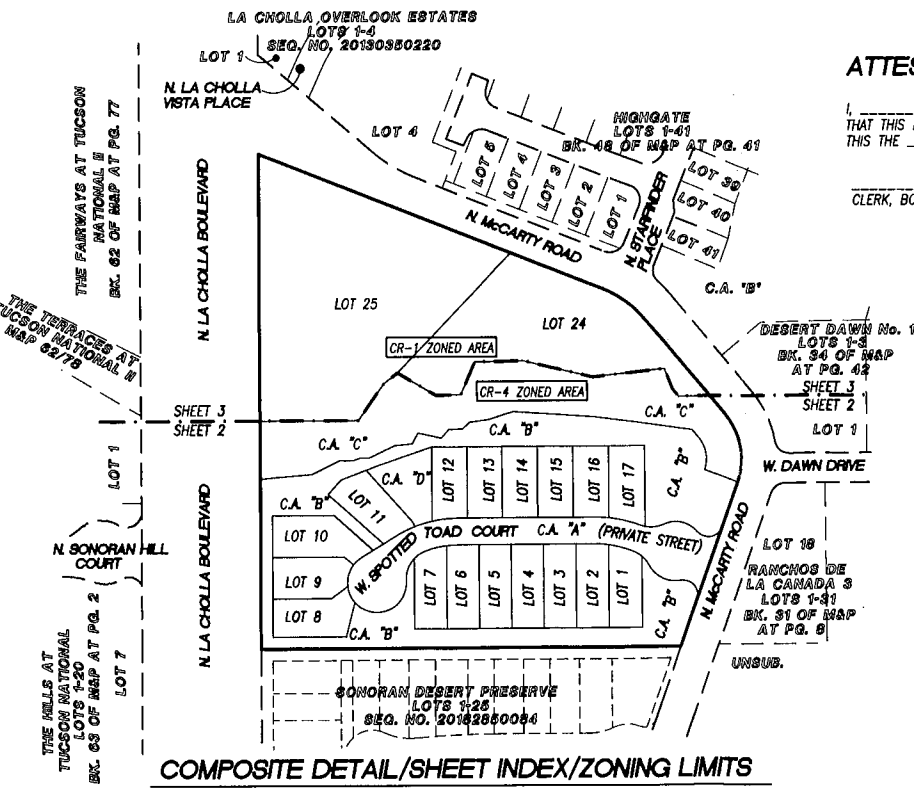 LA CHOLLA OVERLOOK ESTATES
LOTS 1-4
SEQ. NO. 20130350220
LOT 1
N. LA CHOLLA
VISTA PLACE
LOT 4
ATTES
I,
THAT THIS
THIS THE
CLERK, BO
THE FAIRWAYS AT TUCSON
NATIONAL II
BK. 62 OF M&P AT PG. 77
N. LA CHOLLA BOULEVARD
HIGHGATE
LOTS 1-41
BK. 48 OF M&P AT PG. 41
LOT 5
LOT 4
LOT 3
LOT 2
LOT 1
N. STARFINDER
PLACE
LOT 39
LOT 40
LOT 41
N. McCARTY ROAD
C.A. "B"
THE TERRACES AT
TUCSON NATIONAL II
M&P 62/78
LOT 25
LOT 24
CR-1 ZONED AREA
CR-4 ZONED AREA
DESERT DAWN No. 1
LOTS 1-3
BK. 34 OF M&P
AT PG. 42
SHEET 3
SHEET 2
SHEET 3
SHEET 2
LOT 1
LOT 1
C.A. "C"
C.A. "B"
C.A. "C"
C.A. "B"
W. DAWN DRIVE
C.A. "B"
LOT 11
C.A. "D"
LOT 12
LOT 13
LOT 14
LOT 15
LOT 16
LOT 17
N. LA CHOLLA BOULEVARD
LOT 10
LOT 9
LOT 8
W. SPOTTED TOAD COURT C.A. "A" (PRIVATE STREET)
N. McCARTY ROAD
N. SONORAN HILL
COURT
LOT 7
LOT 6
LOT 5
LOT 4
LOT 3
LOT 2
LOT 1
C.A. "B"
C.A. "B"
LOT 18
RANCHOS DE
LA CANADA 3
LOTS 1-31
BK. 31 OF M&P
AT PG. 8
UNSUB.
THE HILLS AT
TUCSON NATIONAL
LOTS 1-20
BK. 63 OF M&P AT PG. 2
LOT 7
SONORAN DESERT PRESERVE
LOTS 1-25
SEQ. NO. 20182850084
COMPOSITE DETAIL/SHEET INDEX/ZONING LIMITS